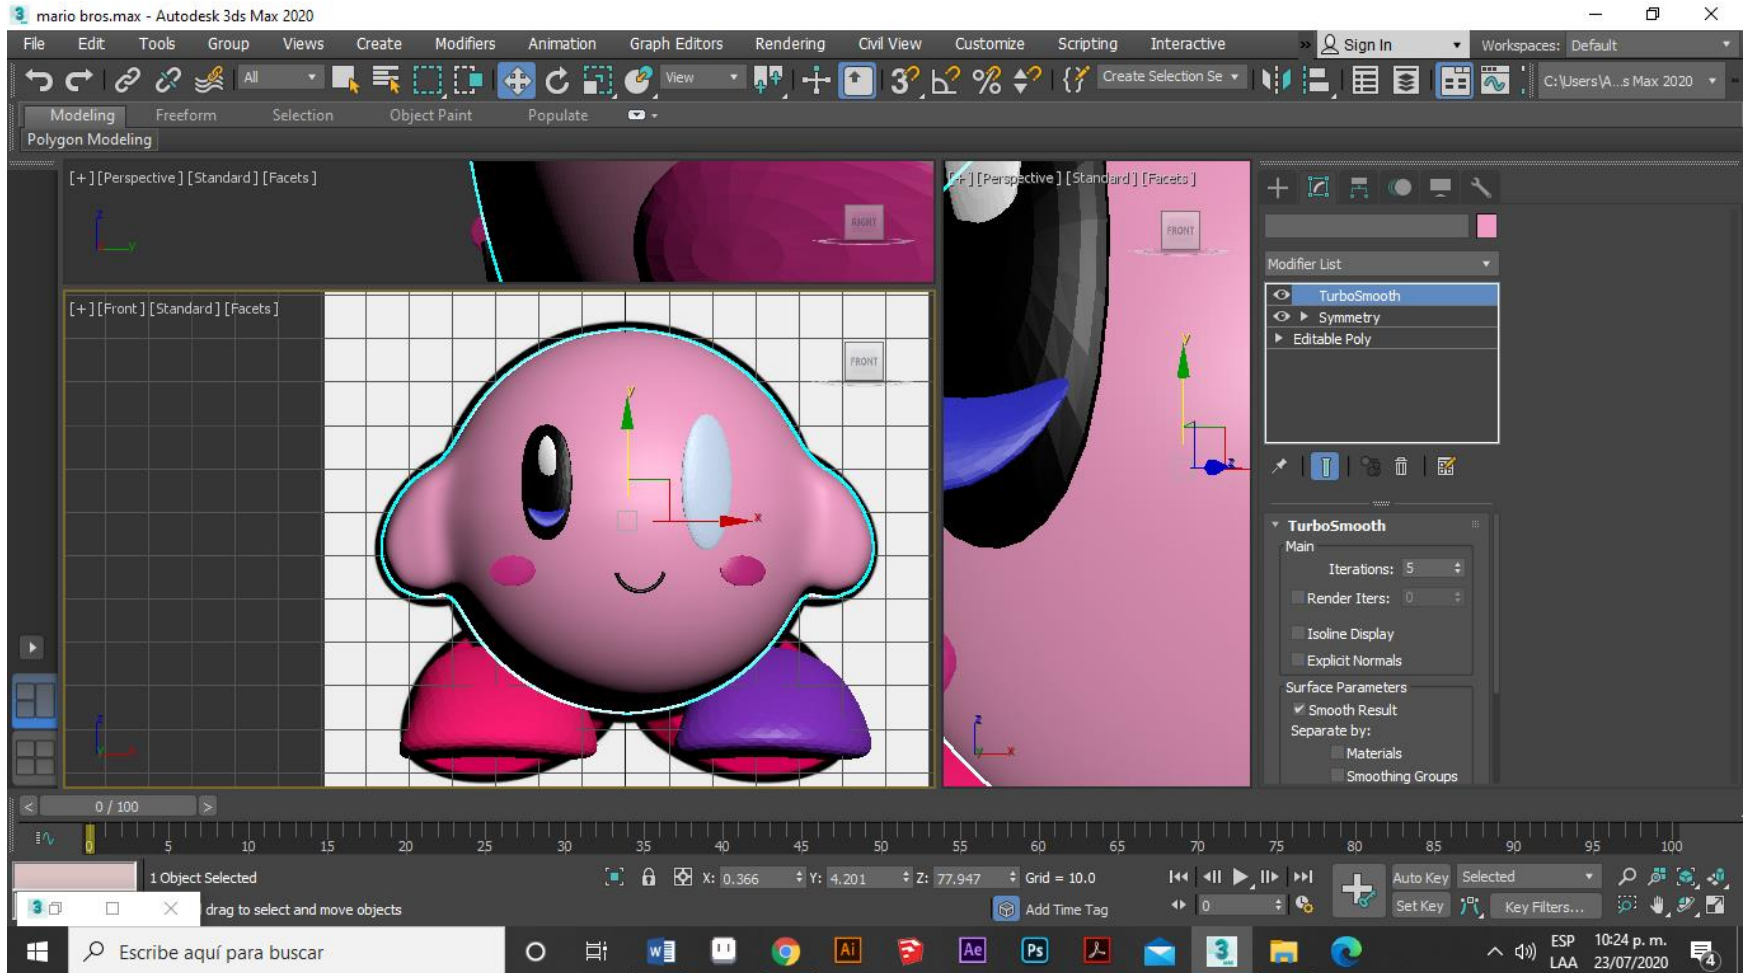 mario bros.max - Autodesk 3ds Max 2020
File Edit Tools Group Views Create Modifiers Animation Graph Editors Rendering Civil View Customize Scripting Interactive » Sign In Workspaces: Default
All View Create Selection Se C:\Users\A...s Max 2020
Modeling Freeform Selection Object Paint Populate
Polygon Modeling
[+] [Perspective] [Standard] [Facets]
z
y
RIGHT
[+] [Perspective] [Standard] [Facets]
FRONT
Modifier List
TurboSmooth
Symmetry
Editable Poly
[+] [Front] [Standard] [Facets]
FRONT
y
x
z
x
y
z
z
y x
TurboSmooth
Main
Iterations: 5
Render Iters: 0
Isoline Display
Explicit Normals
Surface Parameters
Smooth Result
Separate by:
Materials
Smoothing Groups
< 0 / 100 >
0 5 10 15 20 25 30 35 40 45 50 55 60 65 70 75 80 85 90 95 100
1 Object Selected X: 0.366 Y: 4.201 Z: 77.947 Grid = 10.0 Auto Key Selected
drag to select and move objects Add Time Tag 0 Set Key Key Filters...
Escribe aquí para buscar
W Ai Ae Ps 3
ESP
LAA
10:24 p. m.
23/07/2020
4